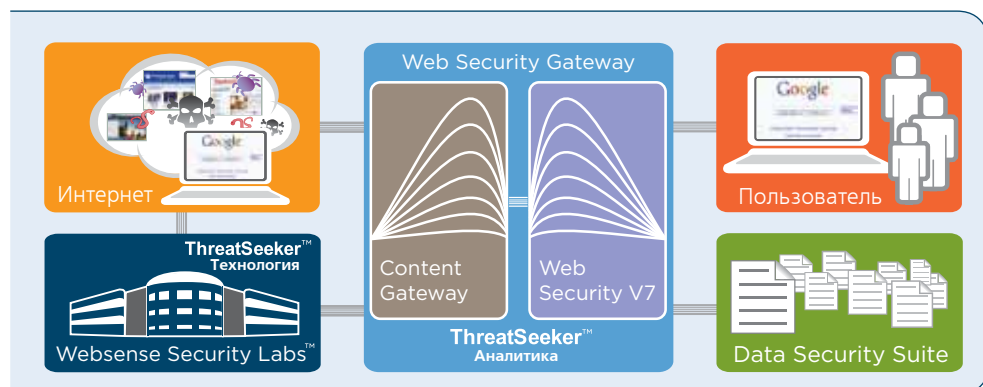 Google
Интернет
ThreatSeeker™
Технология
Websense Security Labs™
Web Security Gateway
Content
Gateway
Web
Security V7
ThreatSeeker™
Аналитика
Google
Пользователь
Data Security Suite